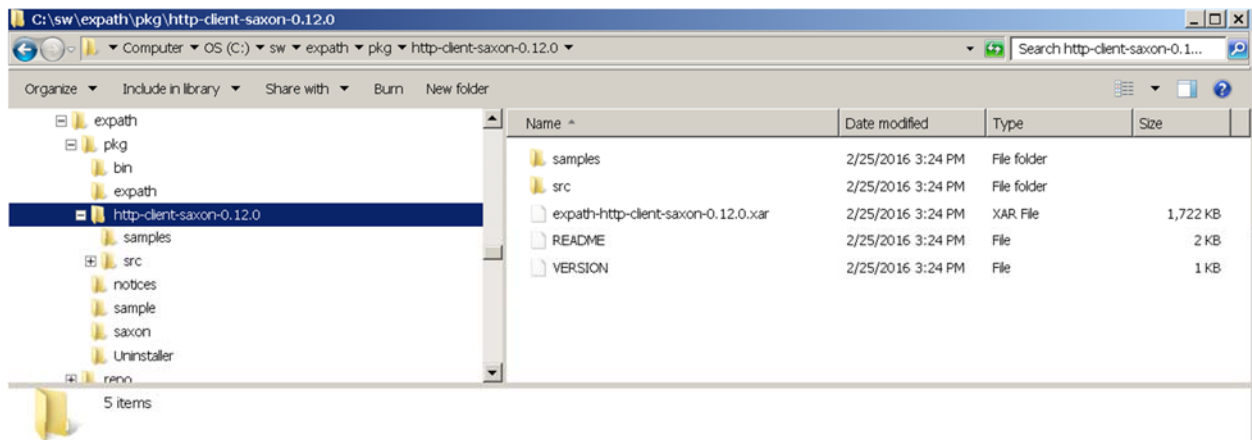 C:\sw\expath\pkg\http-client-saxon-0.12.0
Computer OS (C:) sw expath pkg http-client-saxon-0.12.0 Search http-client-saxon-0.1...
Organize Include in library Share with Burn New folder
expath
pkg
bin
expath
http-client-saxon-0.12.0
samples
src
notices
sample
saxon
Uninstaller
repo
Name Date modified Type Size
samples 2/25/2016 3:24 PM File folder
src 2/25/2016 3:24 PM File folder
expath-http-client-saxon-0.12.0.xar 2/25/2016 3:24 PM XAR File 1,722 KB
README 2/25/2016 3:24 PM File 2 KB
VERSION 2/25/2016 3:24 PM File 1 KB
5 items